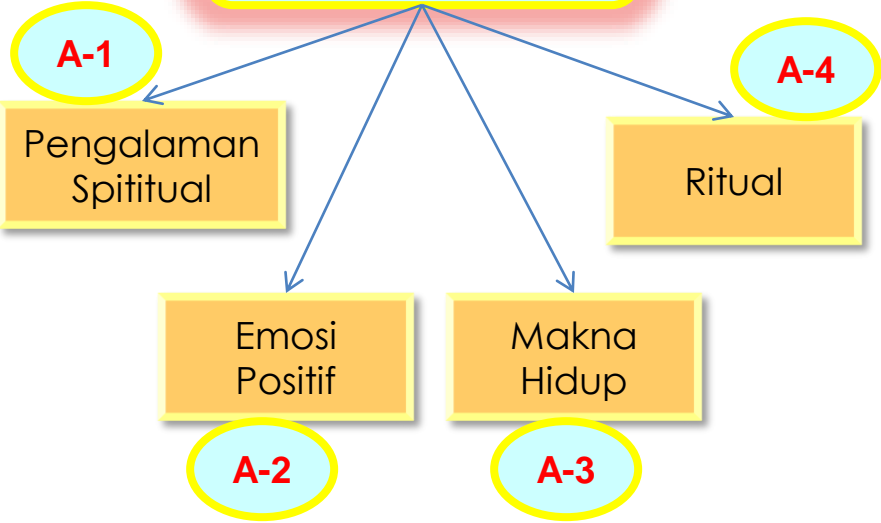 A-1
A-4
Pengalaman
Spititual
Ritual
Emosi
Positif
Makna
Hidup
A-2
A-3